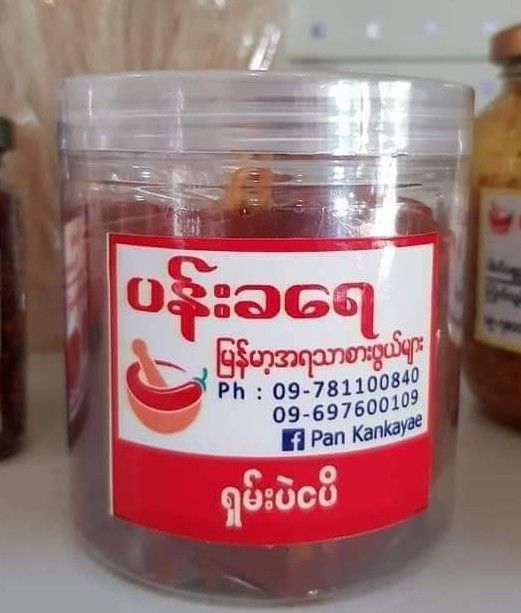 ပန်းခရေ
မြန်မာ့အရသာစားဖွယ်များ
Ph : 09-781100840
09-697600109
Pan Kankayae
ရှမ်းပဲငပိ